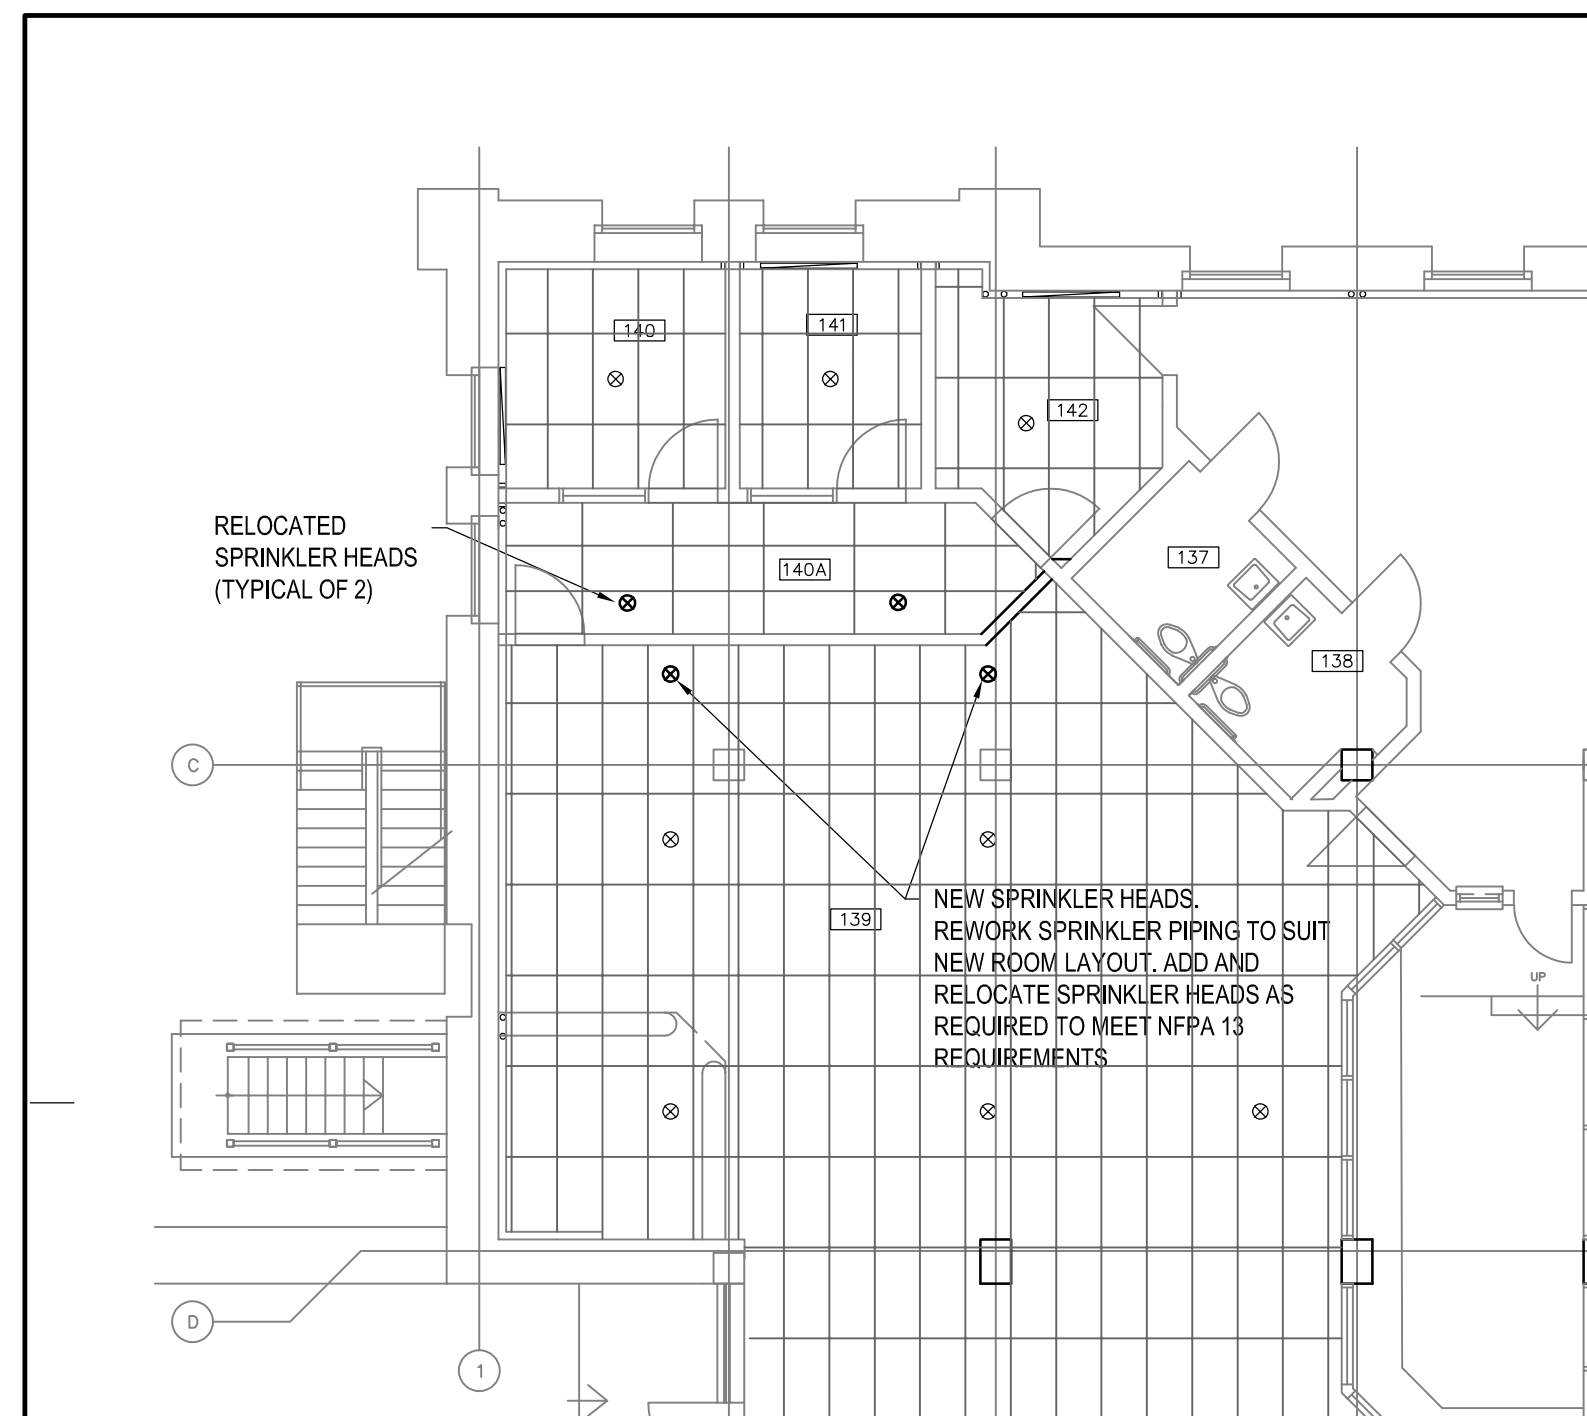 140
141
142
RELOCATED
SPRINKLER HEADS
(TYPICAL OF 2)
140A
137
138
C
139
NEW SPRINKLER HEADS.
REWORK SPRINKLER PIPING TO SUIT
NEW ROOM LAYOUT. ADD AND
RELOCATE SPRINKLER HEADS AS
REQUIRED TO MEET NFPA 13
REQUIREMENTS
UP
D
1